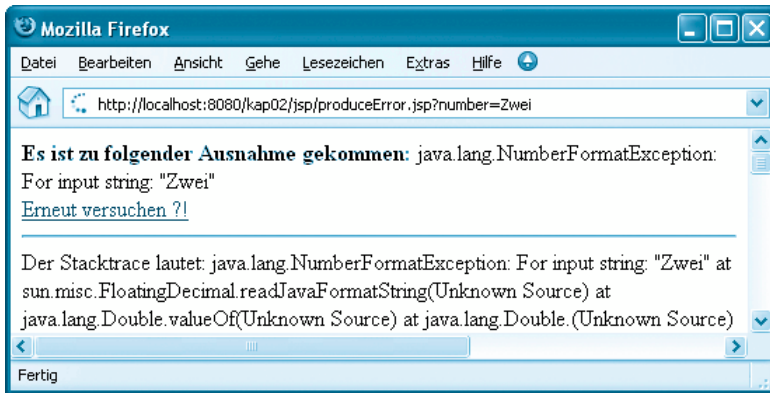 Mozilla Firefox
Datei Bearbeiten Ansicht Gehe Lesezeichen Extras Hilfe
http://localhost:8080/kap02/jsp/produceError.jsp?number=Zwei
Es ist zu folgender Ausnahme gekommen: java.lang.NumberFormatException:
For input string: "Zwei"
Erneut versuchen ?!
Der Stacktrace lautet: java.lang.NumberFormatException: For input string: "Zwei" at
sun.misc.FloatingDecimal.readJavaFormatString(Unknown Source) at
java.lang.Double.valueOf(Unknown Source) at java.lang.Double.(Unknown Source)
Fertig